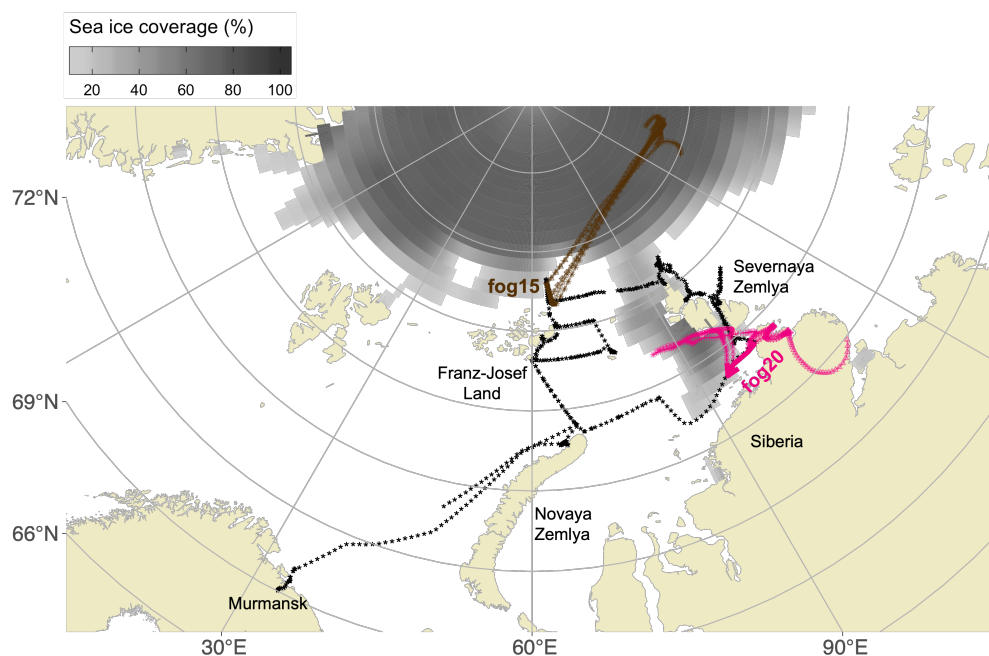 Sea ice coverage (%)
20 40 60 80 100
72°N
69°N
66°N
fog15
Severnaya
Zemlya
fog20
Franz-Josef
Land
Siberia
Novaya
Zemlya
Murmansk
30°E 60°E 90°E